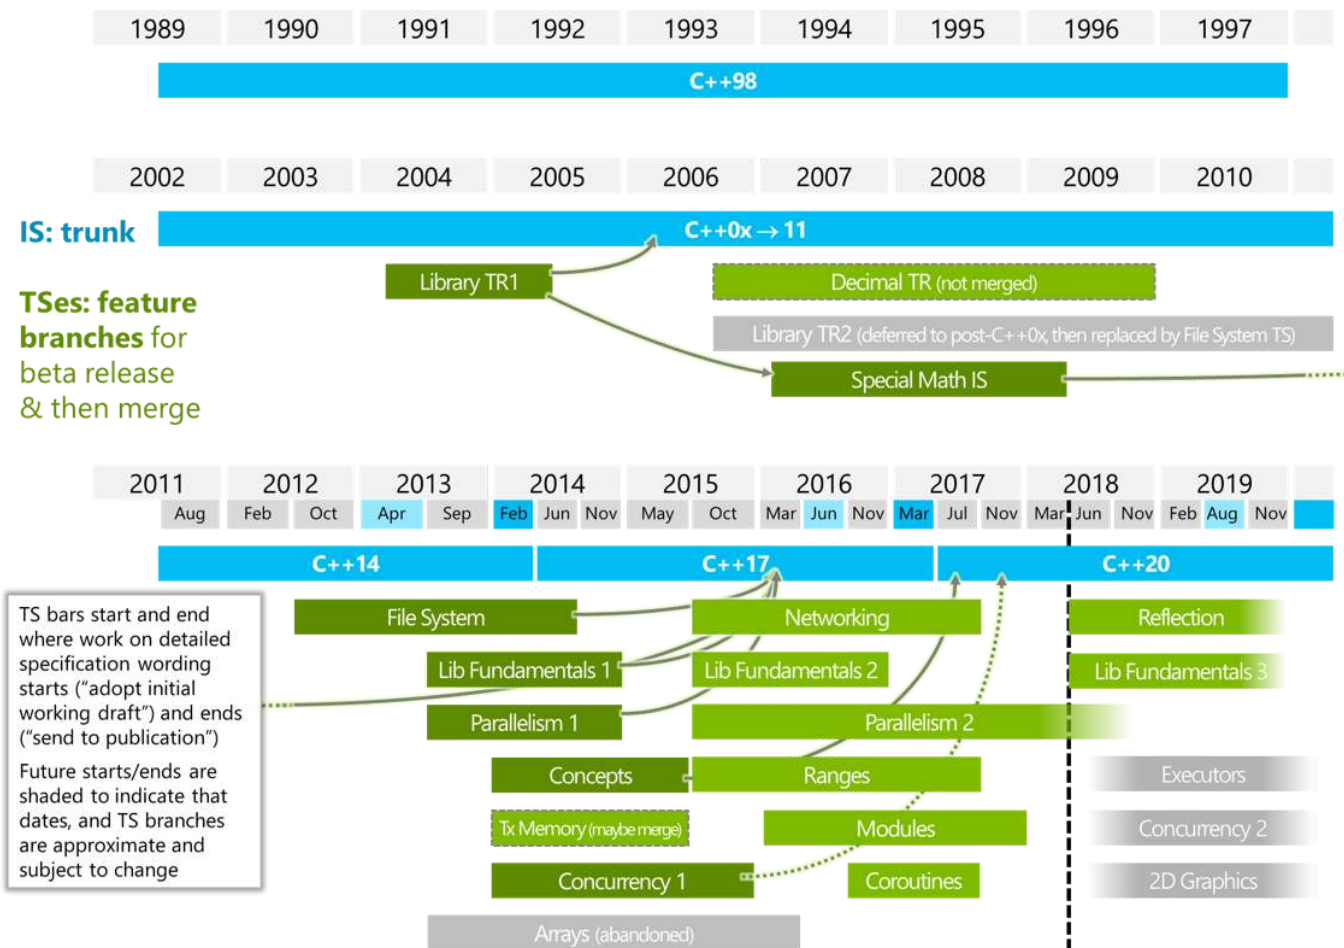 1989 1990 1991 1992 1993 1994 1995 1996 1997
C++98
2002 2003 2004 2005 2006 2007 2008 2009 2010
IS: trunk
C++0x → 11
Library TR1
Decimal TR (not merged)
TSes: feature
branches for
beta release
& then merge
Library TR2 (deferred to post-C++0x, then replaced by File System TS)
Special Math IS
2011 2012 2013 2014 2015 2016 2017 2018 2019
Aug Feb Oct Apr Sep Feb Jun Nov May Oct Mar Jun Nov Mar Jul Nov Mar Jun Nov Feb Aug Nov
C++14 C++17 C++20
TS bars start and end
where work on detailed
specification wording
starts (“adopt initial
working draft”) and ends
(“send to publication”)
Future starts/ends are
shaded to indicate that
dates, and TS branches
are approximate and
subject to change
File System Networking Reflection
Lib Fundamentals 1 Lib Fundamentals 2 Lib Fundamentals 3
Parallelism 1 Parallelism 2
Concepts Ranges Executors
Tx Memory (maybe merge) Modules Concurrency 2
Concurrency 1 Coroutines 2D Graphics
Arrays (abandoned)